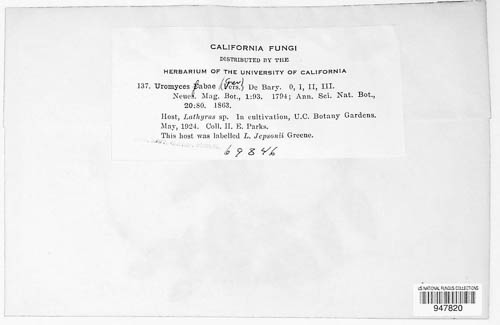 CALIFORNIA FUNGI
DISTRIBUTED BY THE
HERBARIUM OF THE UNIVERSITY OF CALIFORNIA
137. Uromyces fabae (Pers.) De Bary. 0, I, II, III.
Neues. Mag. Bot., 1:93. 1794; Ann. Sci. Nat. Bot.,
20:80. 1863.
Host, Lathyrus sp. In cultivation, U.C. Botany Gardens.
May, 1924. Coll. H. E. Parks.
This host was labelled L. Jepsonii Greene.
69846
US NATIONAL FUNGUS COLLECTIONS
947820